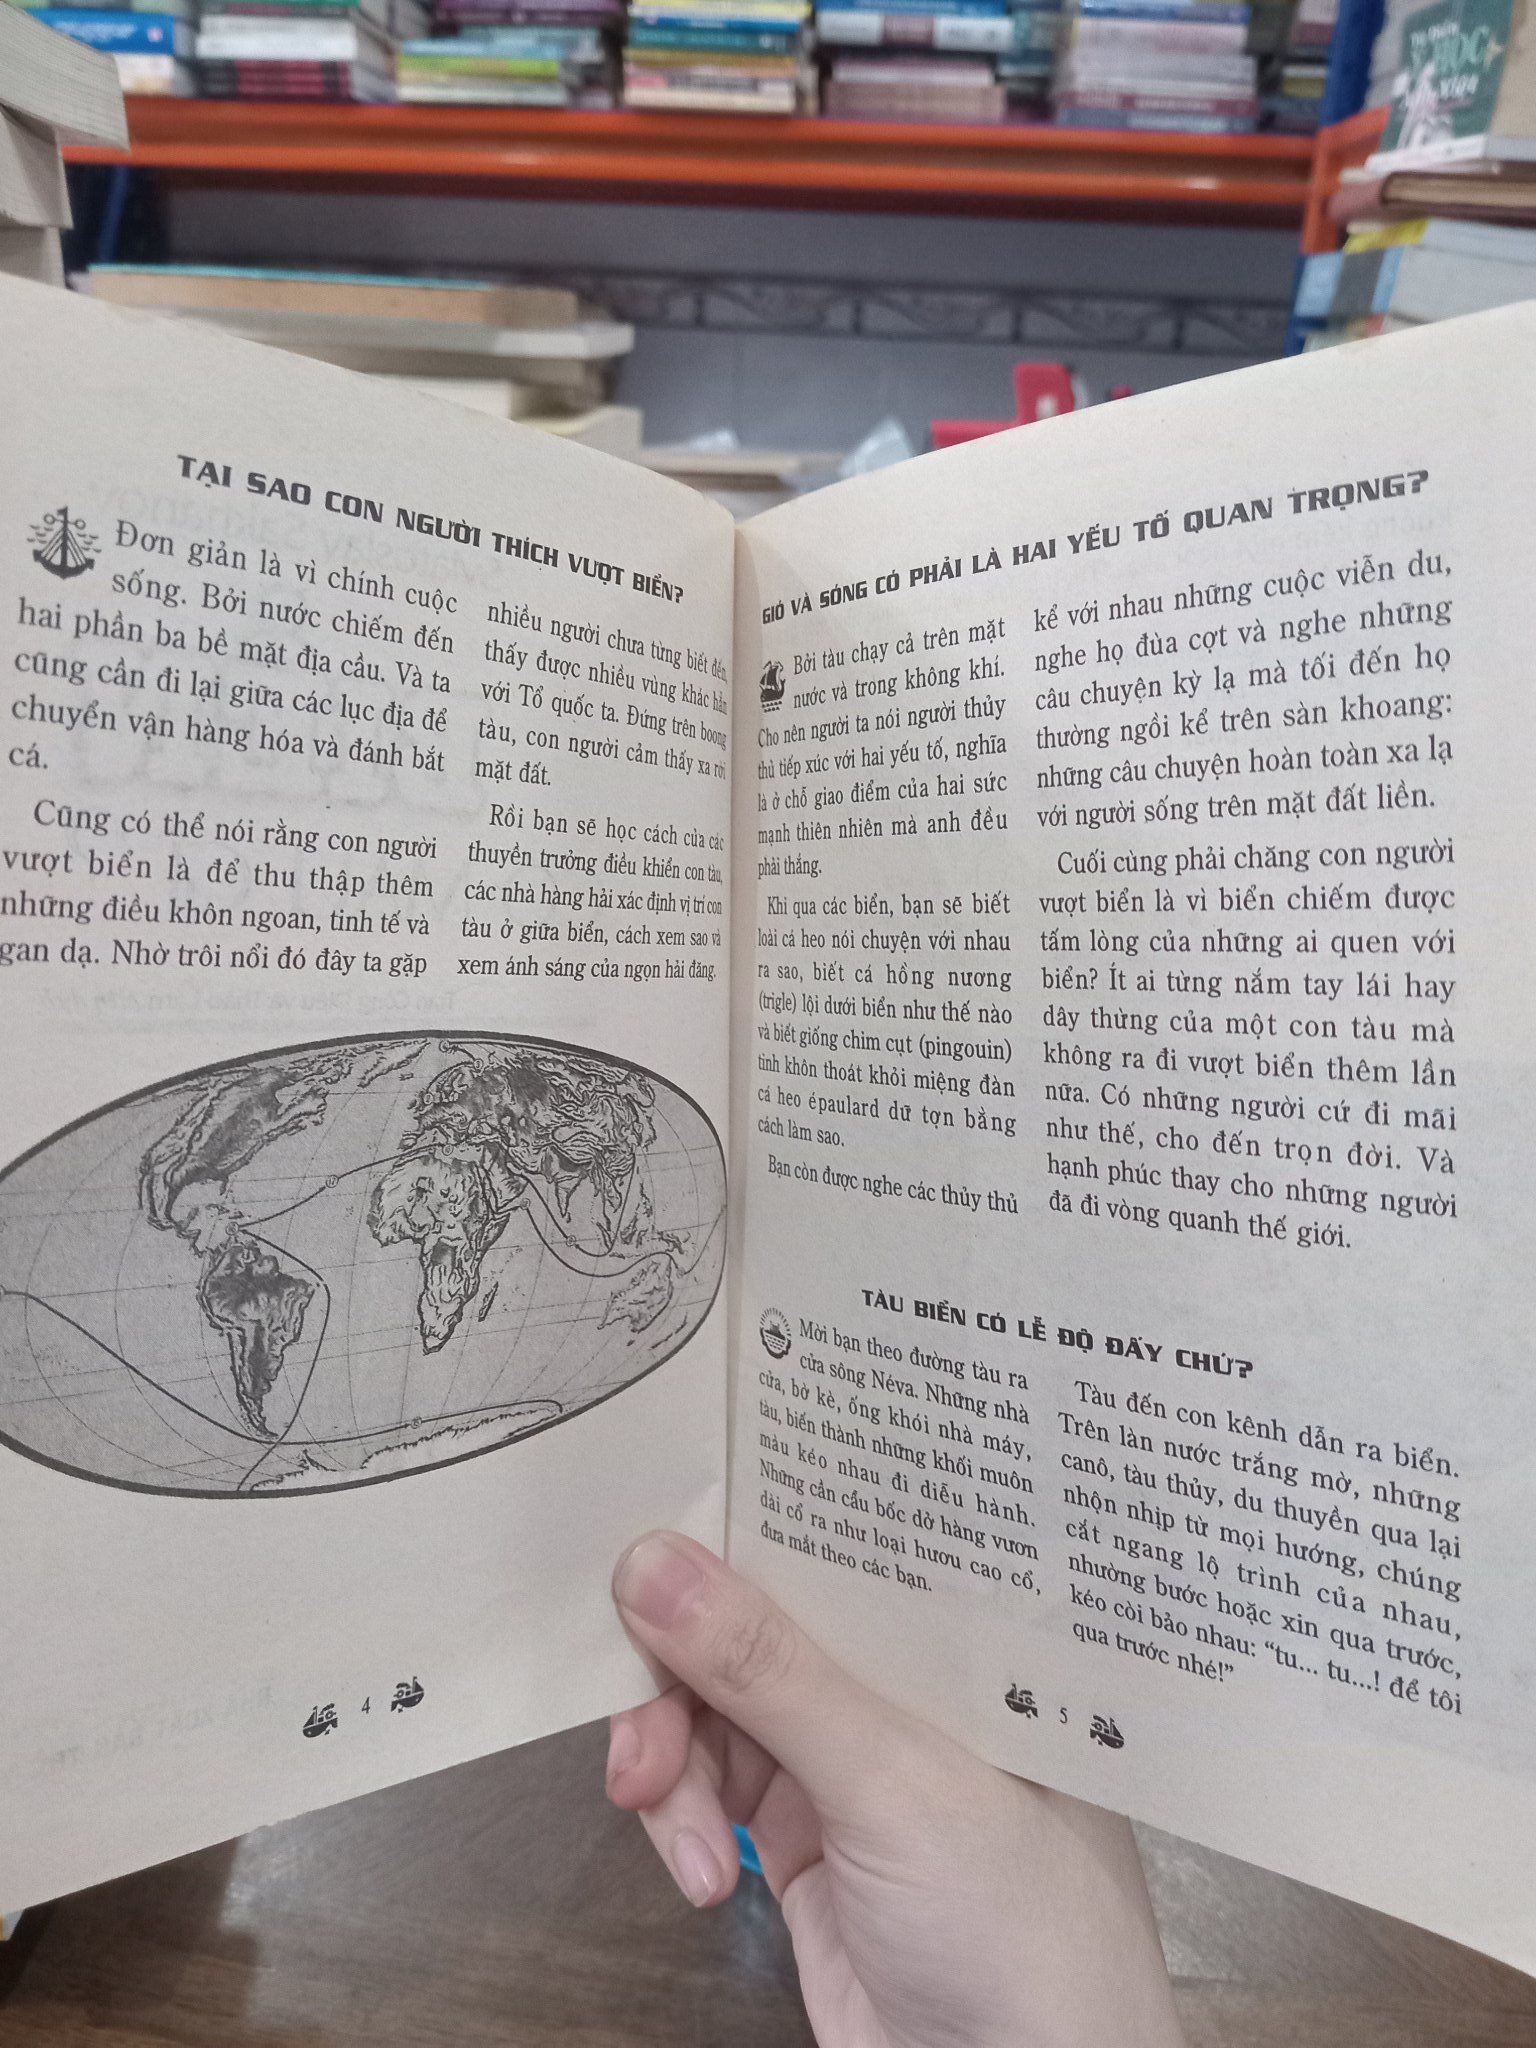 TẠI SAO CON NGƯỜI THÍCH VƯỢT BIỂN?
Đơn giản là vì chính cuộc
sống. Bởi nước chiếm đến
hai phần ba bề mặt địa cầu. Và ta
cũng cần đi lại giữa các lục địa để
chuyển vận hàng hóa và đánh bắt
cá.
Cũng có thể nói rằng con người
vượt biển là để thu thập thêm
những điều khôn ngoan, tinh tế và
gan dạ. Nhờ trôi nổi đó đây ta gặp
nhiều người chưa từng biết đến,
thấy được nhiều vùng khác hẳn
với Tổ quốc ta. Đứng trên boong
tàu, con người cảm thấy xa rời
mặt đất.
Rồi bạn sẽ học cách của các
thuyền trưởng điều khiển con tàu,
các nhà hàng hải xác định vị trí con
tàu ở giữa biển, cách xem sao và
xem ánh sáng của ngọn hải đăng.
4
GIÓ VÀ SÓNG CÓ PHẢI LÀ HAI YẾU TỐ QUAN TRỌNG?
Bởi tàu chạy cả trên mặt
nước và trong không khí.
Cho nên người ta nói người thủy
thủ tiếp xúc với hai yếu tố, nghĩa
là ở chỗ giao điểm của hai sức
mạnh thiên nhiên mà anh đều
phải thắng.
Khi qua các biển, bạn sẽ biết
loài cá heo nói chuyện với nhau
ra sao, biết cá hồng nương
(trigle) lội dưới biển như thế nào
và biết giống chim cụt (pingouin)
tinh khôn thoát khỏi miệng đàn
cá heo épaulard dữ tợn bằng
cách làm sao.
Bạn còn được nghe các thủy thủ
kể với nhau những cuộc viễn du,
nghe họ đùa cợt và nghe những
câu chuyện kỳ lạ mà tối đến họ
thường ngồi kể trên sàn khoang:
những câu chuyện hoàn toàn xa lạ
với người sống trên mặt đất liền.
Cuối cùng phải chăng con người
vượt biển là vì biển chiếm được
tấm lòng của những ai quen với
biển? Ít ai từng nắm tay lái hay
dây thừng của một con tàu mà
không ra đi vượt biển thêm lần
nữa. Có những người cứ đi mãi
như thế, cho đến trọn đời. Và
hạnh phúc thay cho những người
đã đi vòng quanh thế giới.
TÀU BIỂN CÓ LỄ ĐỘ ĐẤY CHỨ?
Mời bạn theo đường tàu ra
cửa sông Néva. Những nhà
cửa, bờ kè, ống khói nhà máy,
tàu, biến thành những khối muôn
màu kéo nhau đi diễu hành.
Những cần cẩu bốc dỡ hàng vươn
dài cổ ra như loại hươu cao cổ,
đưa mắt theo các bạn.
Tàu đến con kênh dẫn ra biển.
Trên làn nước trắng mờ, những
canô, tàu thủy, du thuyền qua lại
nhộn nhịp từ mọi hướng, chúng
cắt ngang lộ trình của nhau,
nhường bước hoặc xin qua trước,
kéo còi bảo nhau: “tu... tu...! để tôi
qua trước nhé!”
5